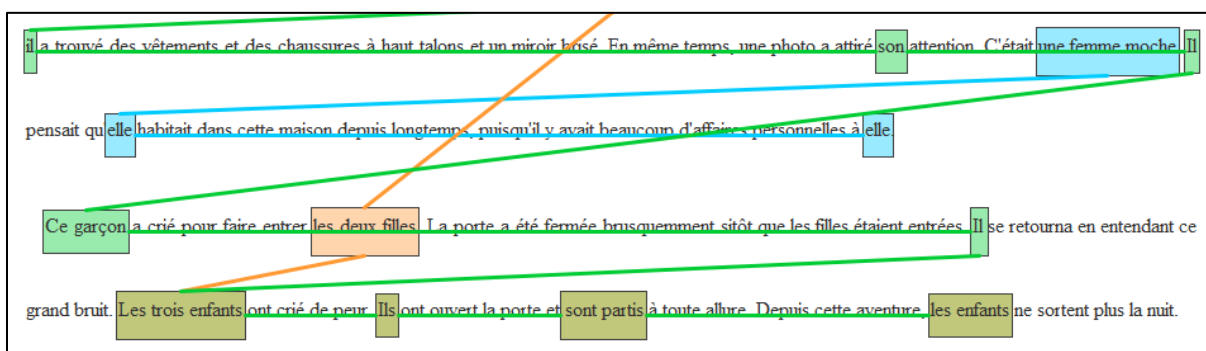 il a trouvé des vêtements et des chaussures à haut talons et un miroir brisé. En même temps, une photo a attiré son attention. C'était une femme moche. Il
pensait qu'elle habitait dans cette maison depuis longtemps, puisqu'il y avait beaucoup d'affaires personnelles à elle.
Ce garçon a crié pour faire entrer les deux filles. La porte a été fermée brusquemment sitôt que les filles étaient entrées. Il se retourna en entendant ce
grand bruit. Les trois enfants ont crié de peur. Ils ont ouvert la porte et sont partis à toute allure. Depuis cette aventure, les enfants ne sortent plus la nuit.